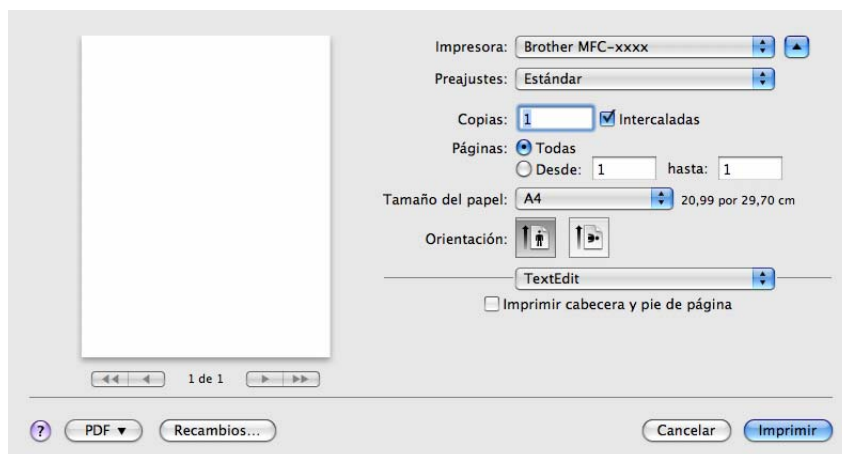 Impresora: Brother MFC-xxxx
Preajustes: Estándar
Copias: 1 Intercaladas
Páginas: Todas
Desde: 1 hasta: 1
Tamaño del papel: A4 20,99 por 29,70 cm
Orientación:
TextEdit
Imprimir cabecera y pie de página
1 de 1
? PDF ▼ Recambios... Cancelar Imprimir